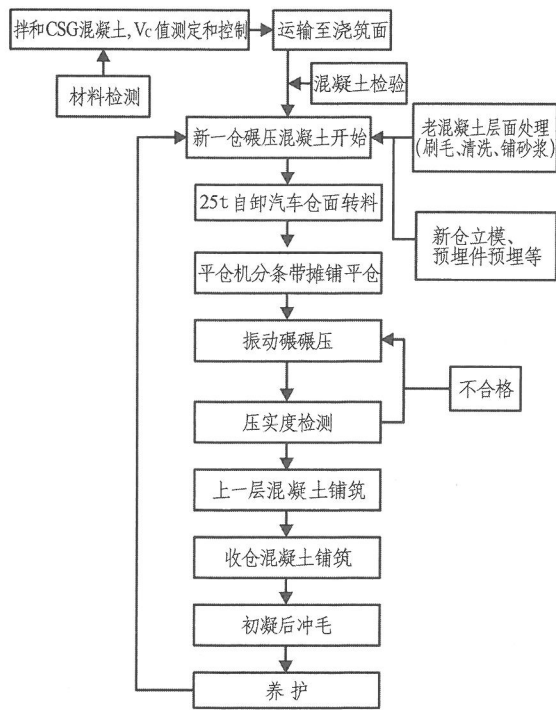 拌和CSG混凝土,Vc值测定和控制
运输至浇筑面
材料检测
混凝土检验
新一仓碾压混凝土开始
老混凝土层面处理
(刷毛、清洗、铺砂浆)
25t自卸汽车仓面转料
新仓立模、
预埋件预埋等
平仓机分条带摊铺平仓
振动碾碾压
不合格
压实度检测
上一层混凝土铺筑
收仓混凝土铺筑
初凝后冲毛
养护